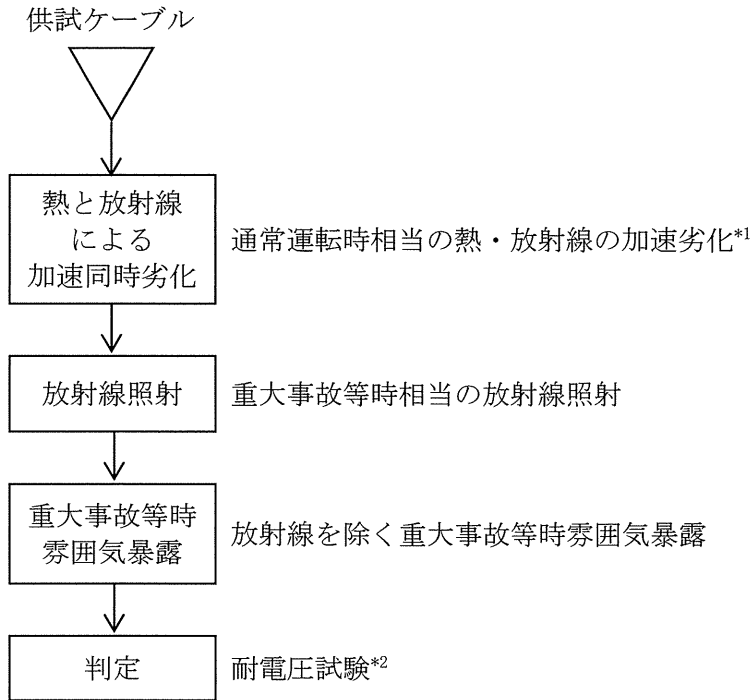 供試ケーブル
熱と放射線
による
加速同時劣化
通常運転時相当の熱・放射線の加速劣化*1
放射線照射
重大事故等時相当の放射線照射
重大事故等時
雰囲気暴露
放射線を除く重大事故等時雰囲気暴露
判定
耐電圧試験*2